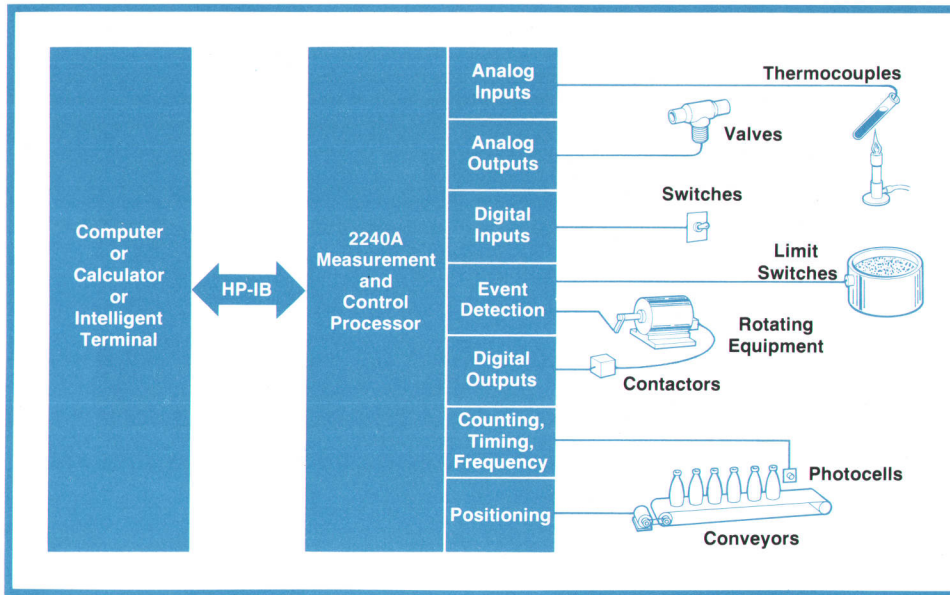 Computer
or
Calculator
or
Intelligent
Terminal
HP-IB
2240A
Measurement
and
Control
Processor
Analog
Inputs
Analog
Outputs
Digital
Inputs
Event
Detection
Digital
Outputs
Counting,
Timing,
Frequency
Positioning
Thermocouples
Valves
Switches
Limit
Switches
Rotating
Equipment
Contactors
Photocells
Conveyors